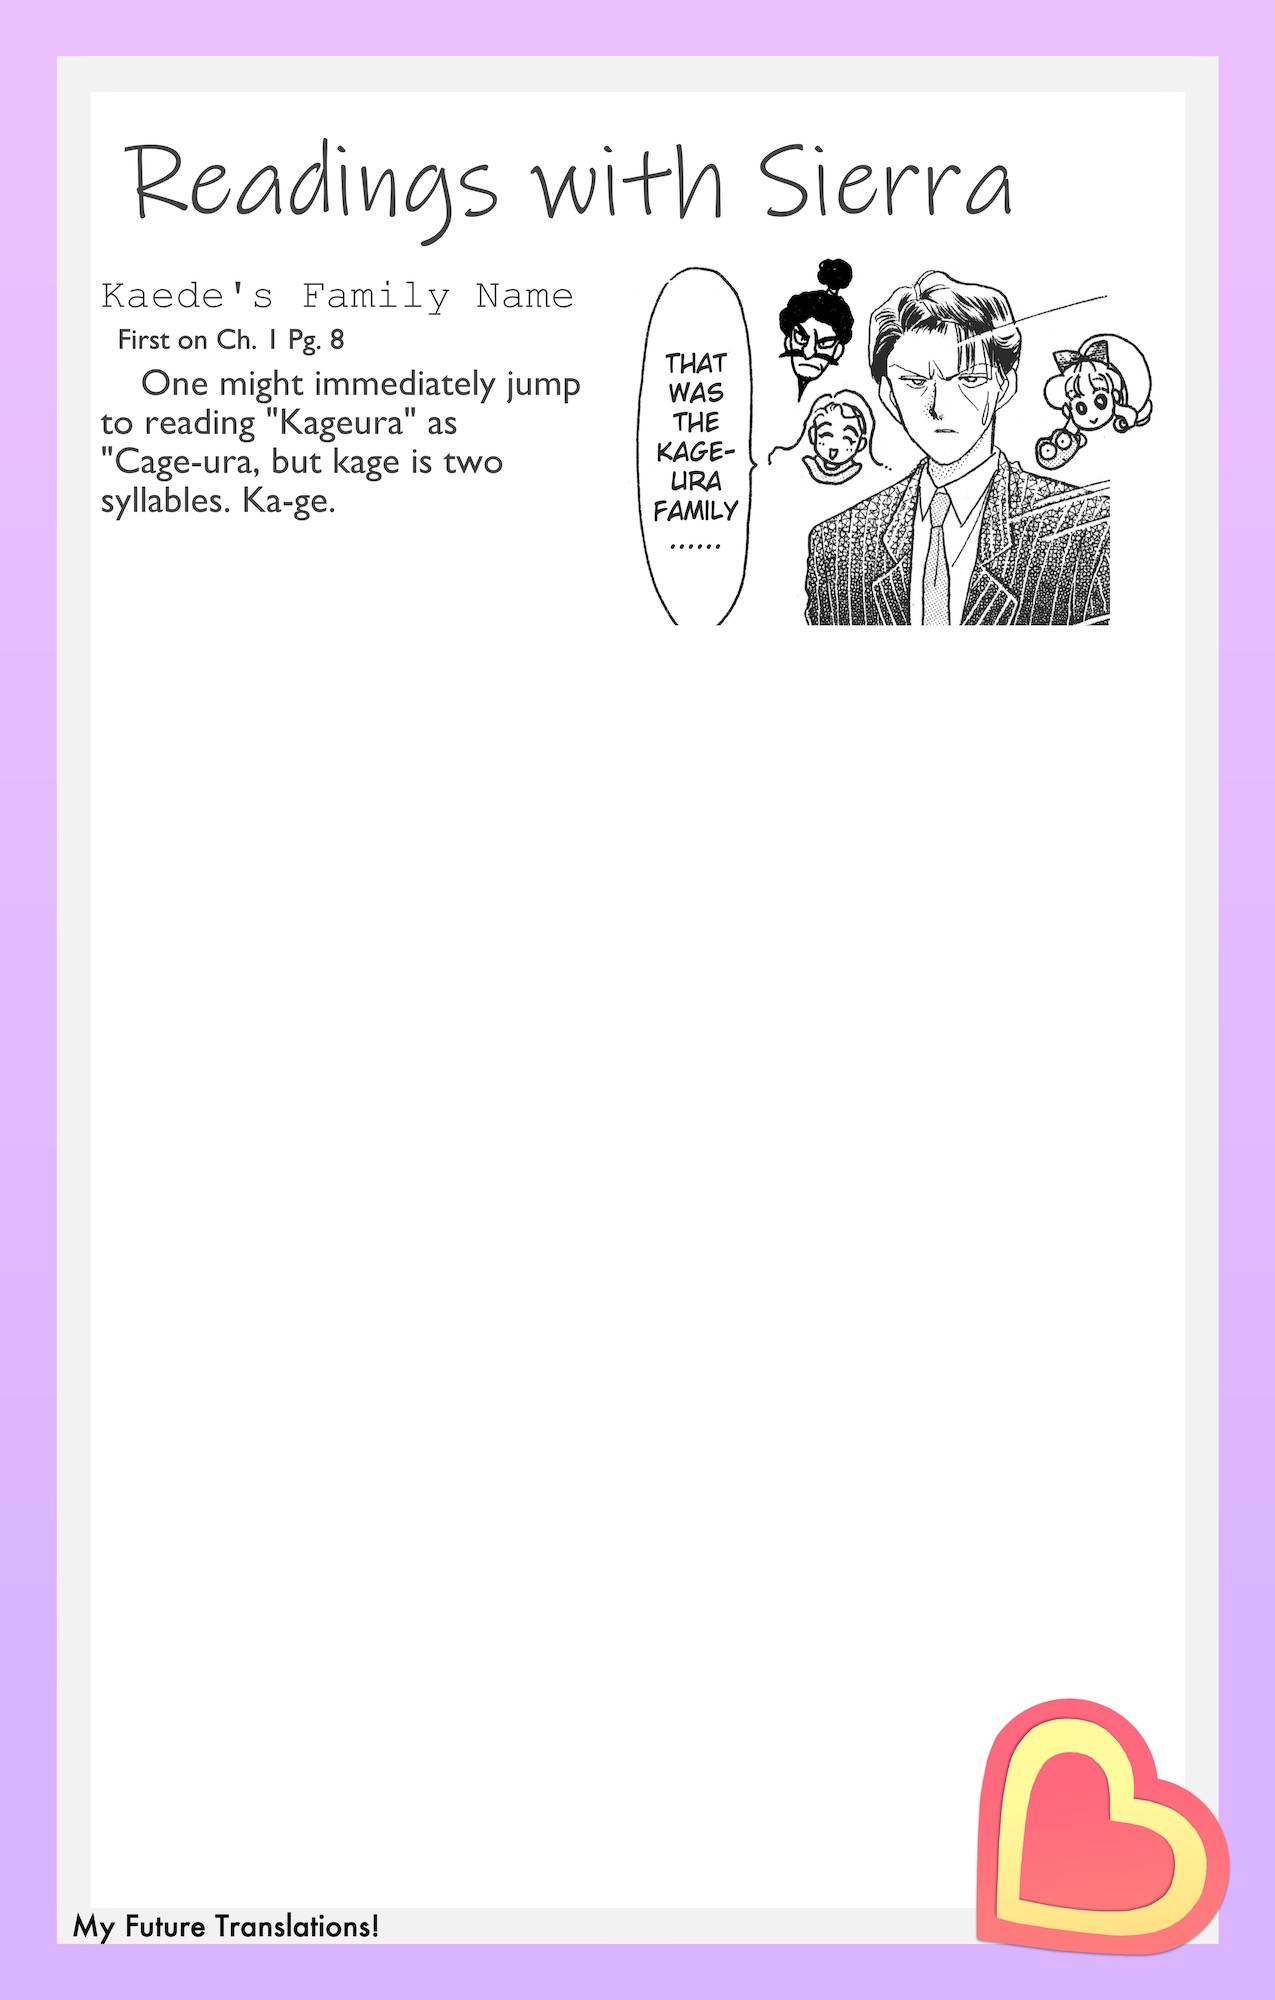 Readings with Sierra
Kaede's Family Name
First on Ch. 1 Pg. 8
One might immediately jump
to reading "Kageura" as
"Cage-ura, but kage is two
syllables. Ka-ge.
THAT
WAS
THE
KAGE-
URA
FAMILY
......
My Future Translations!